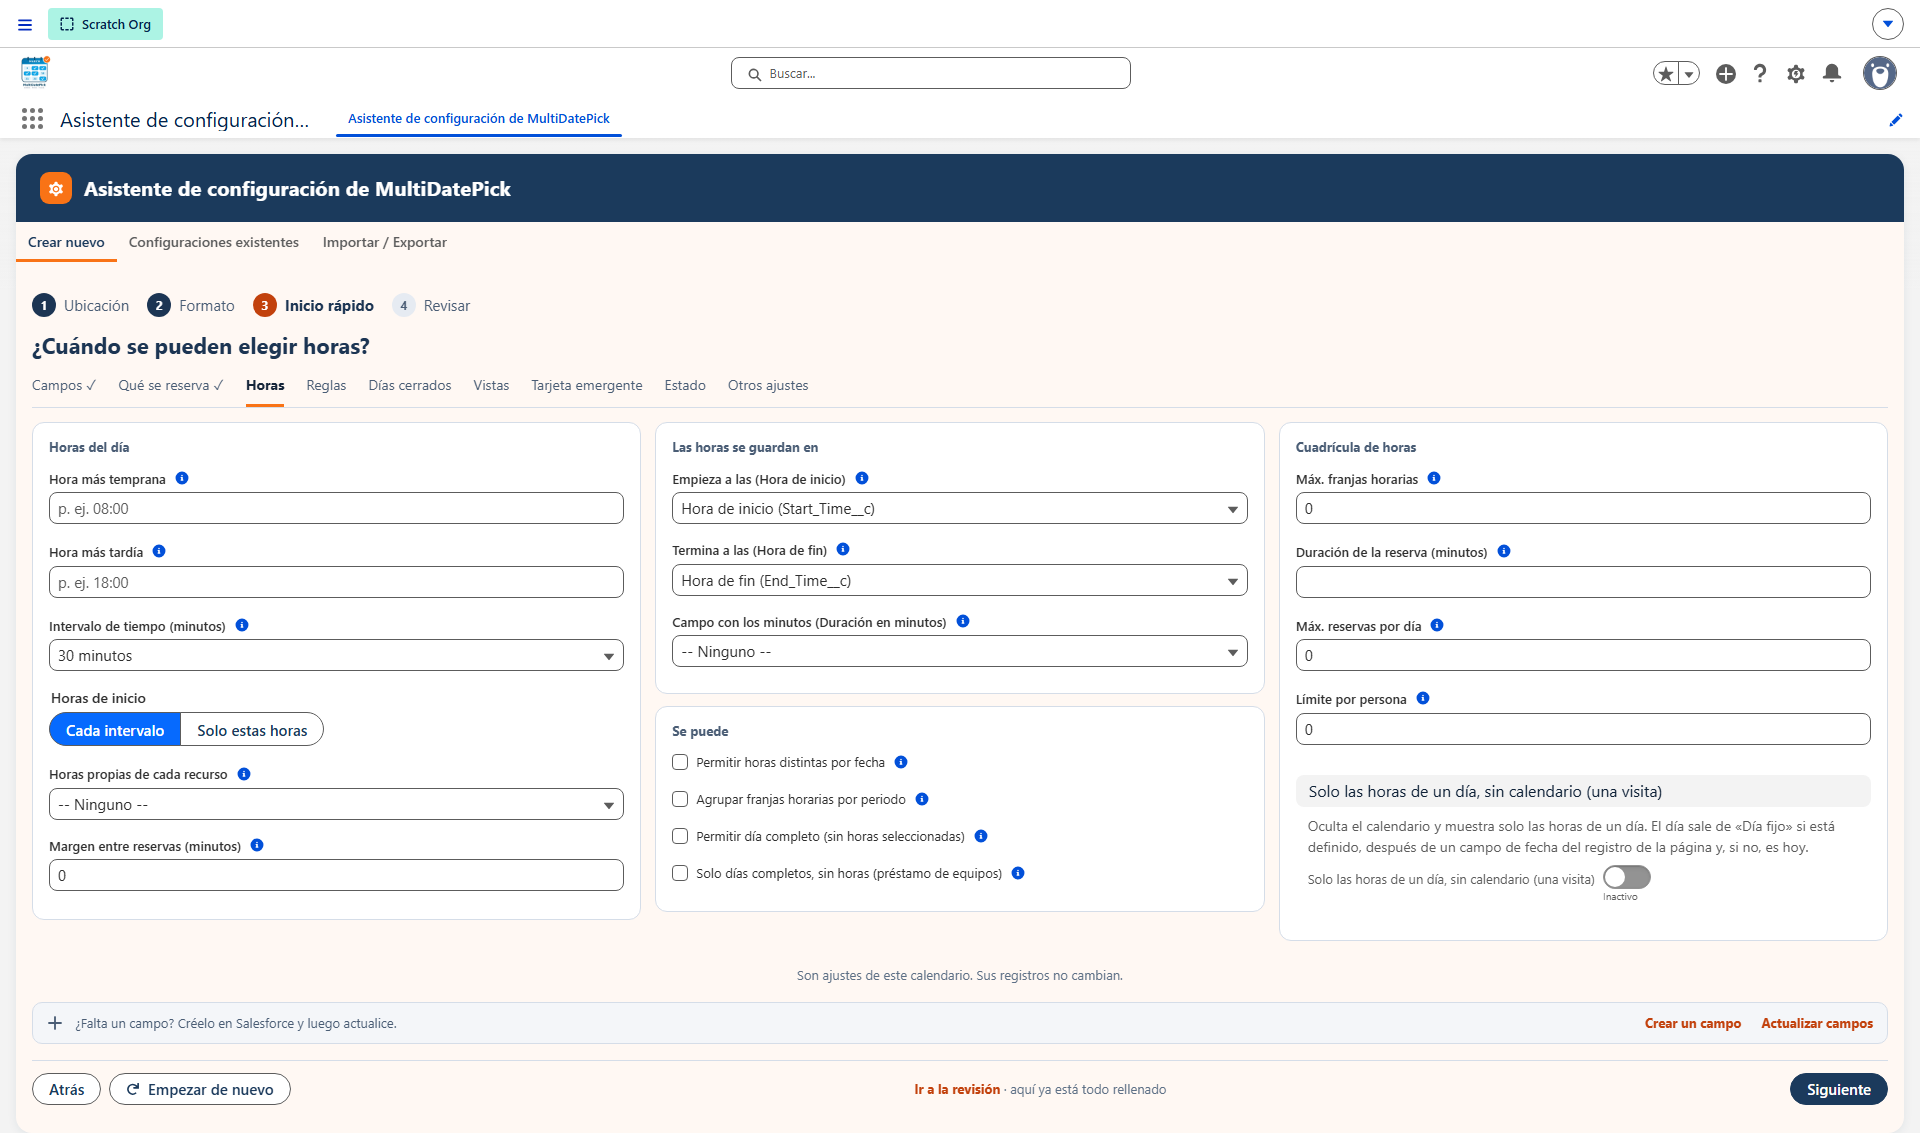 Scratch Org
Buscar...
Asistente de configuración...
Asistente de configuración de MultiDatePick
Asistente de configuración de MultiDatePick
Crear nuevo
Configuraciones existentes
Importar / Exportar
1 Ubicación
2 Formato
3 Inicio rápido
4 Revisar
¿Cuándo se pueden elegir horas?
Campos ✓
Qué se reserva ✓
Horas
Reglas
Días cerrados
Vistas
Tarjeta emergente
Estado
Otros ajustes
Horas del día
Hora más temprana
p. ej. 08:00
Hora más tardía
p. ej. 18:00
Intervalo de tiempo (minutos)
30 minutos
Horas de inicio
Cada intervalo
Solo estas horas
Horas propias de cada recurso
-- Ninguno --
Margen entre reservas (minutos)
0
Las horas se guardan en
Empieza a las (Hora de inicio)
Hora de inicio (Start_Time__c)
Termina a las (Hora de fin)
Hora de fin (End_Time__c)
Campo con los minutos (Duración en minutos)
-- Ninguno --
Se puede
Permitir horas distintas por fecha
Agrupar franjas horarias por periodo
Permitir día completo (sin horas seleccionadas)
Solo días completos, sin horas (préstamo de equipos)
Cuadrícula de horas
Máx. franjas horarias
0
Duración de la reserva (minutos)
Máx. reservas por día
0
Límite por persona
0
Solo las horas de un día, sin calendario (una visita)
Oculta el calendario y muestra solo las horas de un día. El día sale de «Día fijo» si está
definido, después de un campo de fecha del registro de la página y, si no, es hoy.
Solo las horas de un día, sin calendario (una visita)
Inactivo
Son ajustes de este calendario. Sus registros no cambian.
¿Falta un campo? Créelo en Salesforce y luego actualice.
Crear un campo
Actualizar campos
Atrás
Empezar de nuevo
Ir a la revisión · aquí ya está todo rellenado
Siguiente